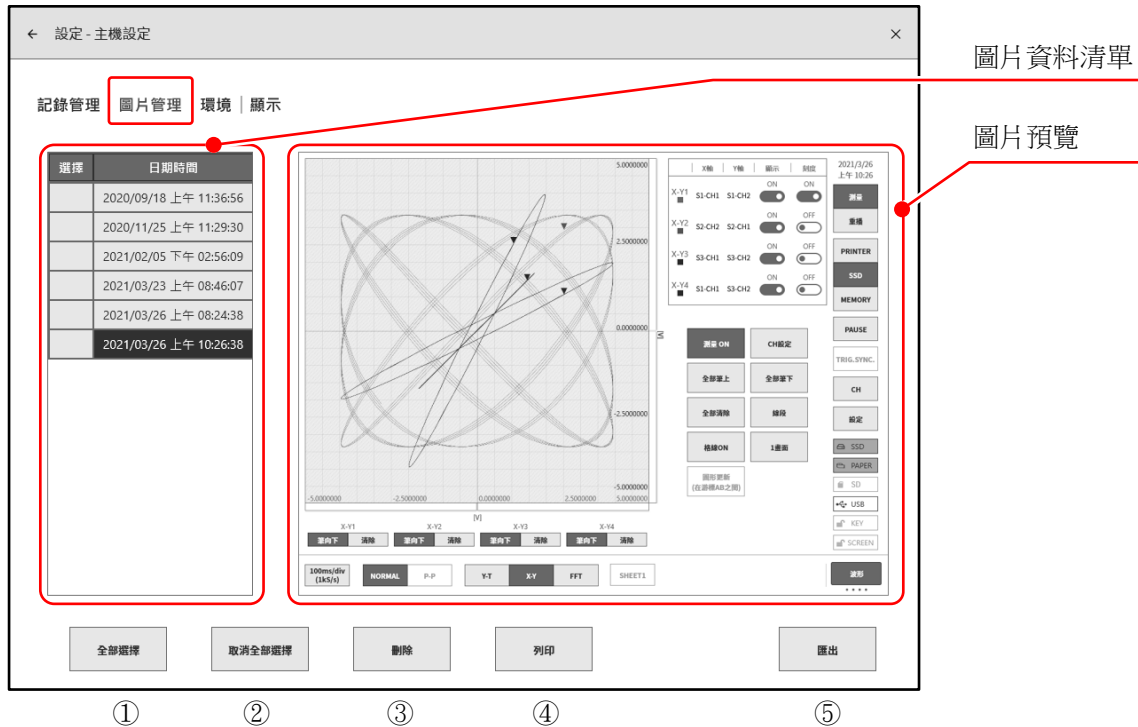 ← 設定 - 主機設定 ×
圖片資料清單
記錄管理 圖片管理 環境 | 顯示
圖片預覽
選擇 日期時間
2020/09/18 上午 11:36:56
2020/11/25 上午 11:29:30
2021/02/05 下午 02:56:09
2021/03/23 上午 08:46:07
2021/03/26 上午 08:24:38
2021/03/26 上午 10:26:38
5.0000000
2.5000000
0.0000000
[V]
-2.5000000
-5.0000000
-5.0000000 -2.5000000 0.0000000 2.5000000 5.0000000
[V]
X-Y1 X-Y2 X-Y3 X-Y4
筆向下 清除 筆向下 清除 筆向下 清除 筆向下 清除
100ms/div
(1kS/s)
NORMAL P-P Y-T X-Y FFT SHEET1
X軸 | Y軸 | 顯示 | 刻度
ON ON
X-Y1 S1-CH1 S1-CH2
ON OFF
X-Y2 S2-CH2 S2-CH1
ON OFF
X-Y3 S3-CH1 S3-CH2
ON OFF
X-Y4 S1-CH1 S3-CH2
測量 ON CH設定
全部筆上 全部筆下
全部清除 線段
格線ON 1畫面
圖形更新
(在游標AB之間)
2021/3/26
上午 10:26
測量
重播
PRINTER
SSD
MEMORY
PAUSE
TRIG.SYNC.
CH
設定
SSD
PAPER
SD
USB
KEY
SCREEN
波形
全部選擇 取消全部選擇 刪除 列印 匯出
① ② ③ ④ ⑤